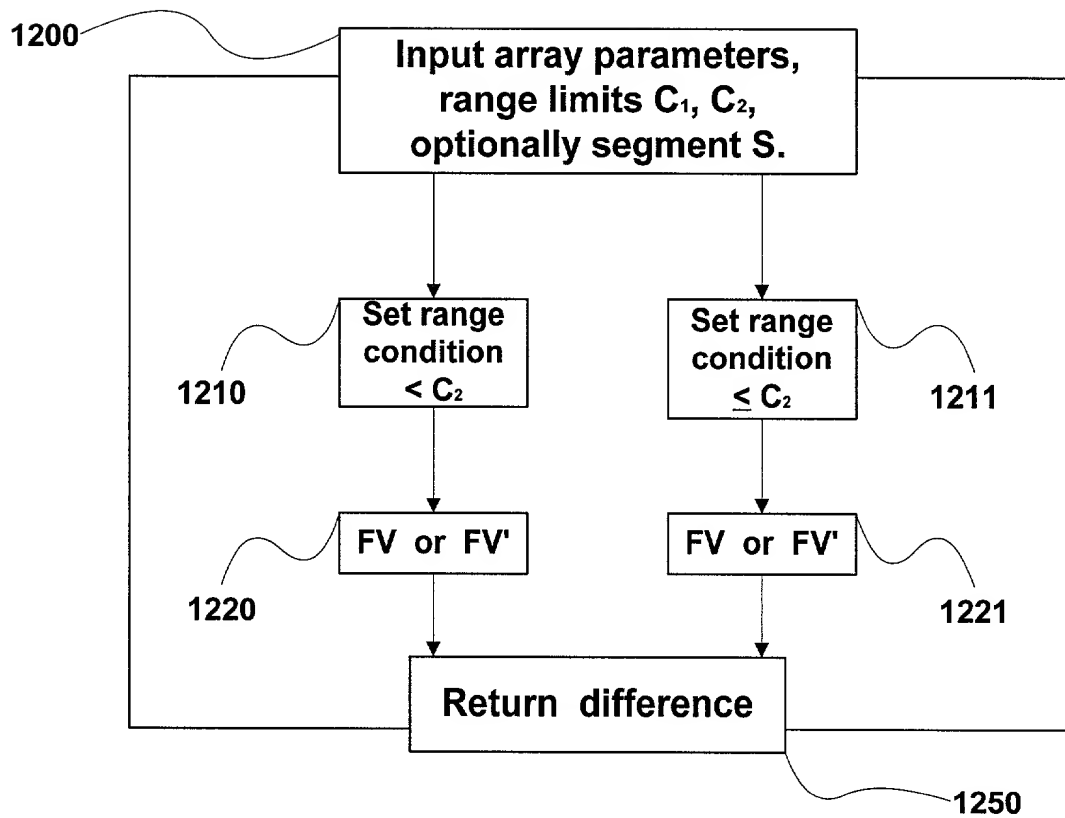 1200
Input array parameters,
range limits C₁, C₂,
optionally segment S.
Set range
condition
< C₂
Set range
condition
≤ C₂
1210
1211
FV or FV'
FV or FV'
1220
1221
Return difference
1250